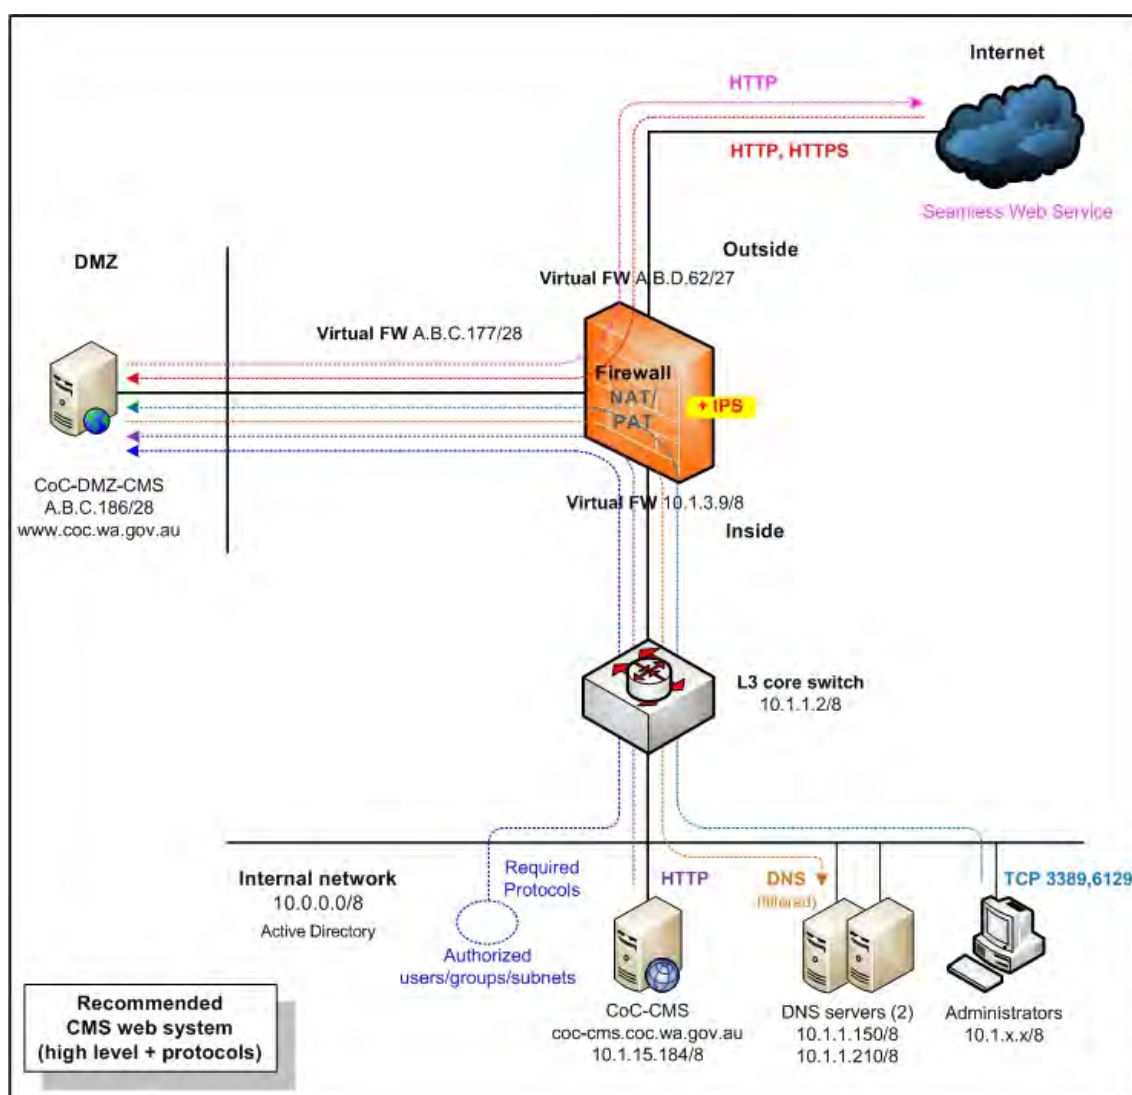 Internet
HTTP
HTTP, HTTPS
Seamless Web Service
Outside
DMZ
Virtual FW A.B.D.62/27
Virtual FW A.B.C.177/28
Firewall
NAT/
PAT
+ IPS
CoC-DMZ-CMS
A.B.C.186/28
www.coc.wa.gov.au
Virtual FW 10.1.3.9/8
Inside
L3 core switch
10.1.1.2/8
Internal network
10.0.0.0/8
Active Directory
Required
Protocols
HTTP
DNS
(filtered)
TCP 3389,6129
Authorized
users/groups/subnets
CoC-CMS
coc-cms.coc.wa.gov.au
10.1.15.184/8
DNS servers (2)
10.1.1.150/8
10.1.1.210/8
Administrators
10.1.x.x/8
Recommended
CMS web system
(high level + protocols)